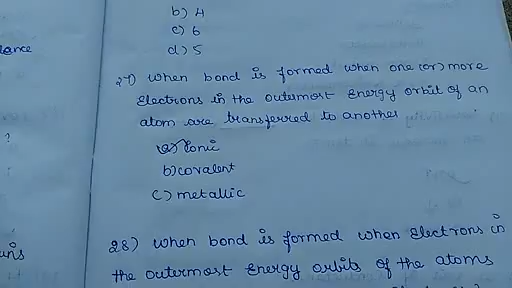 b) 4
c) 6
lance
d) 5
27) when bond is formed when one (or) more
electrons in the outermost energy orbit of an
atom are transferred to another
?
a) Ionic
b) covalent
c) metallic
28) when bond is formed when electrons in
the outermost energy orbits of the atoms